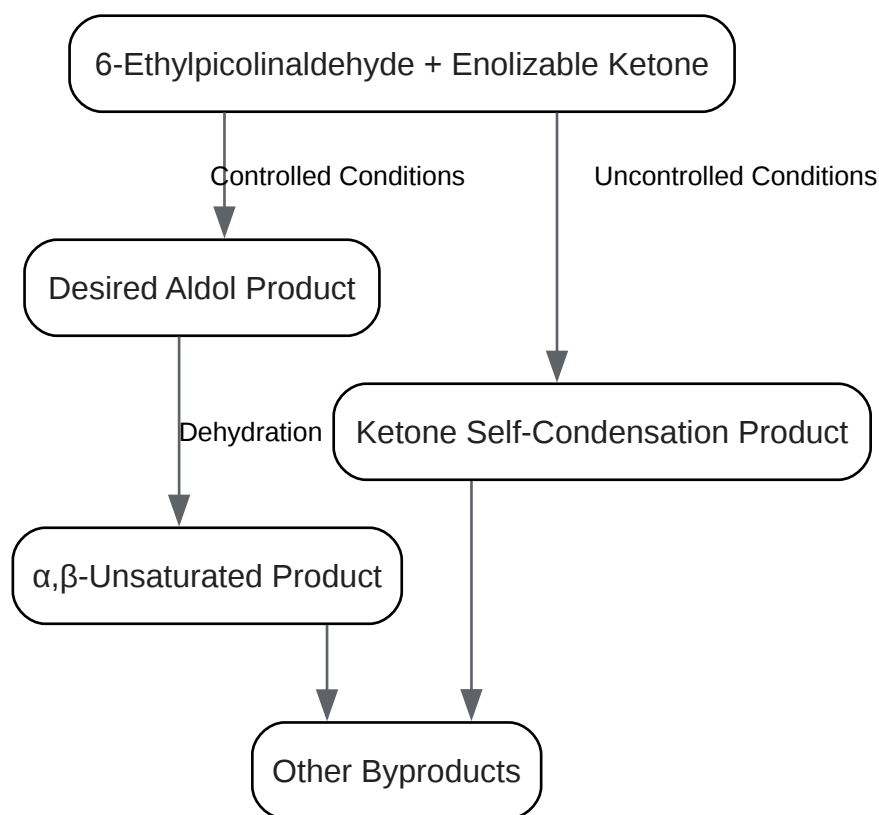 6-Ethylpicolinaldehyde + Enolizable Ketone
Controlled Conditions
Uncontrolled Conditions
Desired Aldol Product
Dehydration
Ketone Self-Condensation Product
α,β-Unsaturated Product
Other Byproducts